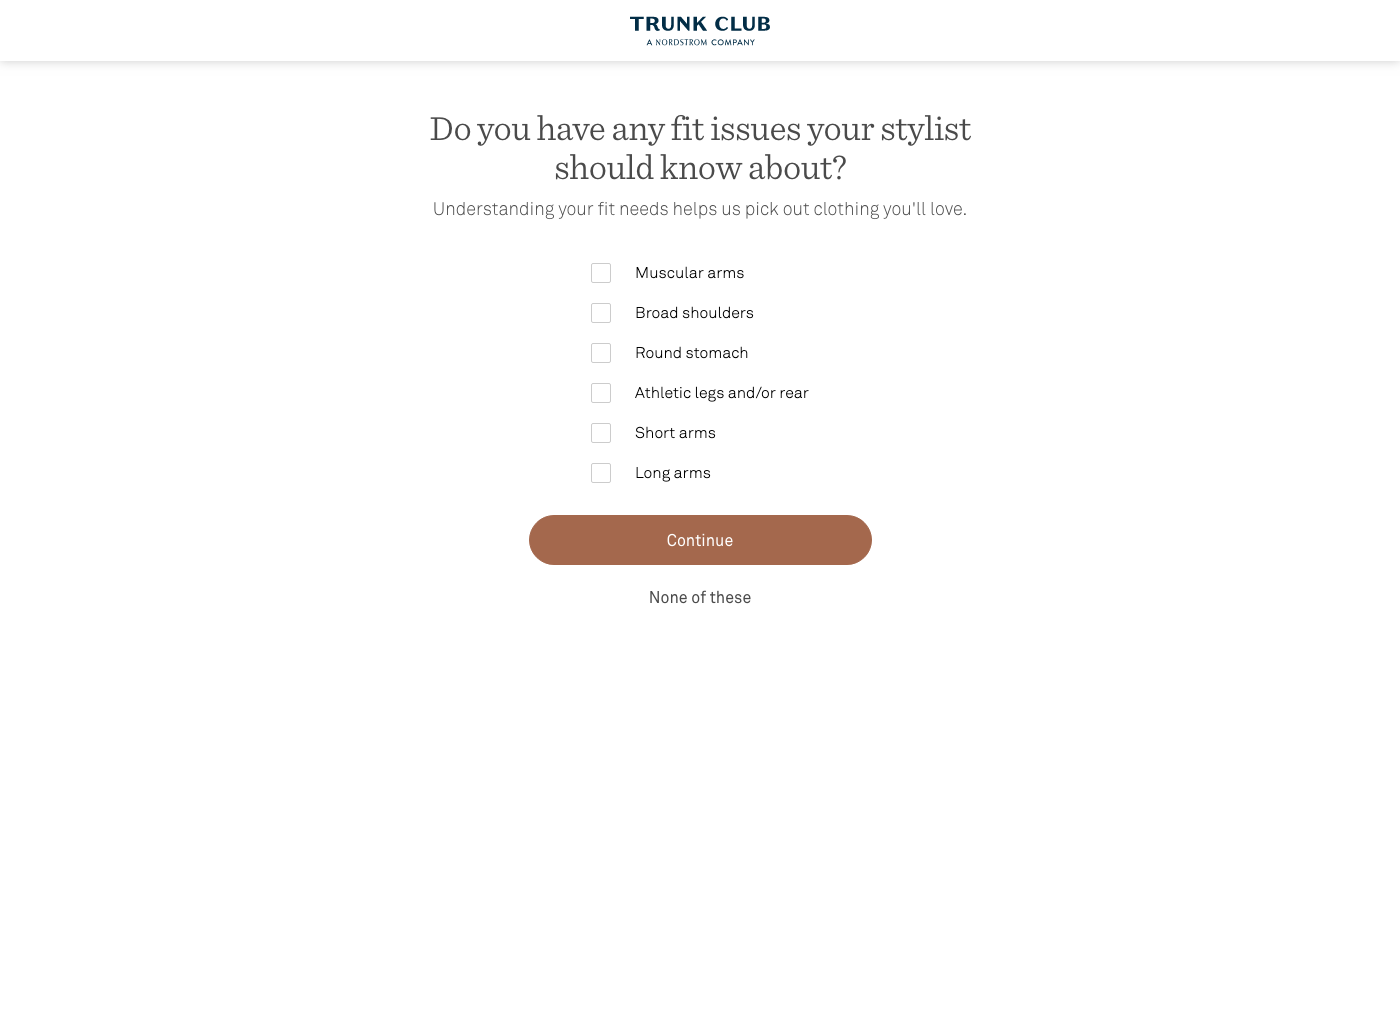 TRUNK CLUB
A NORDSTROM COMPANY
Do you have any fit issues your stylist
should know about?
Understanding your fit needs helps us pick out clothing you'll love.
Muscular arms
Broad shoulders
Round stomach
Athletic legs and/or rear
Short arms
Long arms
Continue
None of these